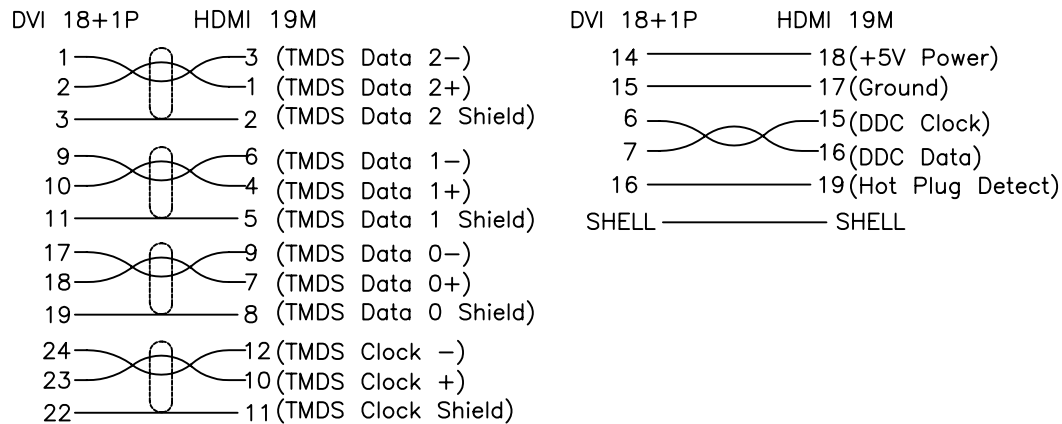 DVI 18+1P HDMI 19M
1 3 (TMDS Data 2-)
2 1 (TMDS Data 2+)
3 2 (TMDS Data 2 Shield)
9 6 (TMDS Data 1-)
10 4 (TMDS Data 1+)
11 5 (TMDS Data 1 Shield)
17 9 (TMDS Data 0-)
18 7 (TMDS Data 0+)
19 8 (TMDS Data 0 Shield)
24 12 (TMDS Clock -)
23 10 (TMDS Clock +)
22 11 (TMDS Clock Shield)
DVI 18+1P HDMI 19M
14 18 (+5V Power)
15 17 (Ground)
6 15 (DDC Clock)
7 16 (DDC Data)
16 19 (Hot Plug Detect)
SHELL SHELL